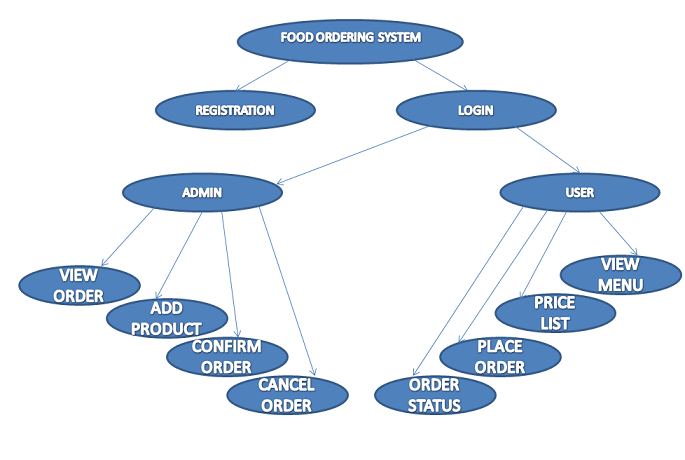 FOOD ORDERING SYSTEM
REGISTRATION
LOGIN
ADMIN
USER
VIEW
ORDER
ADD
PRODUCT
CONFIRM
ORDER
CANCEL
ORDER
ORDER
STATUS
PLACE
ORDER
PRICE
LIST
VIEW
MENU